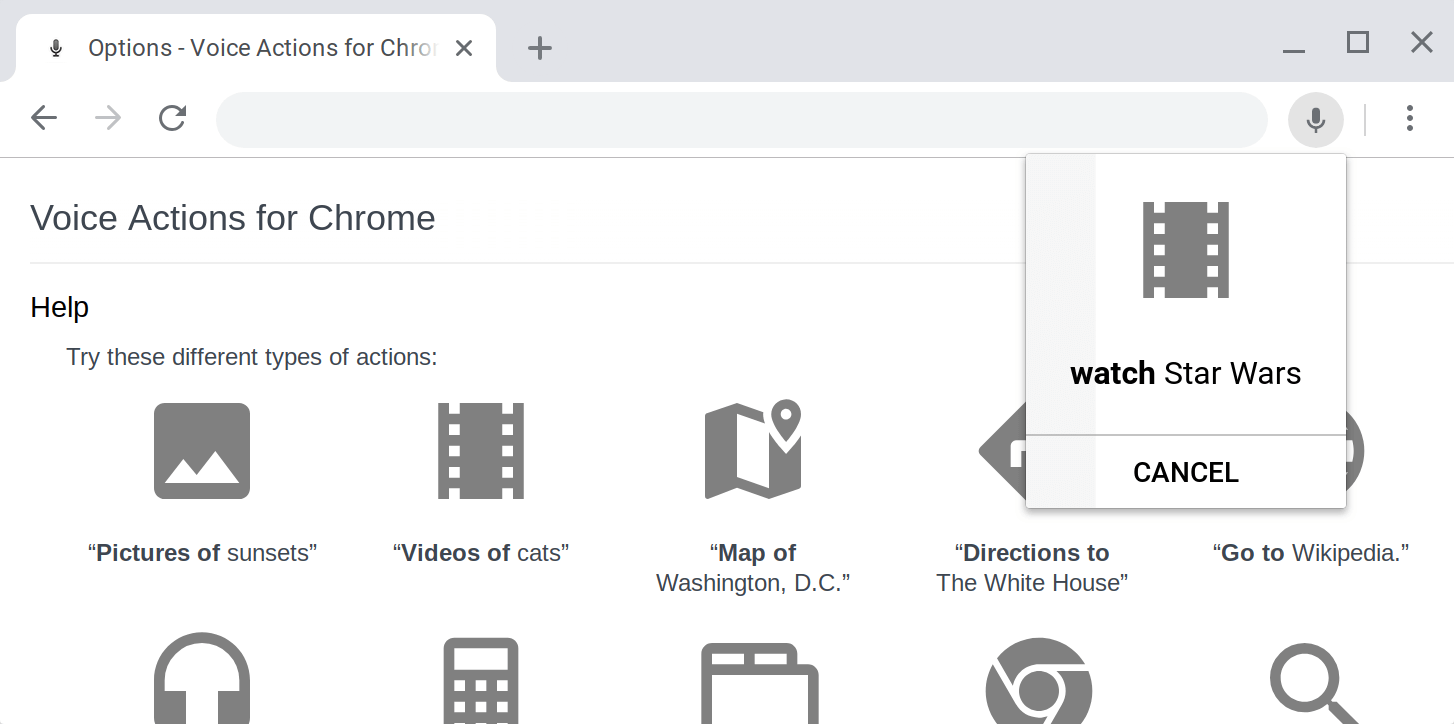 Options - Voice Actions for Chro
Voice Actions for Chrome
Help
Try these different types of actions:
watch Star Wars
CANCEL
“Pictures of sunsets”
“Videos of cats”
“Map of
Washington, D.C.”
“Directions to
The White House”
“Go to Wikipedia.”